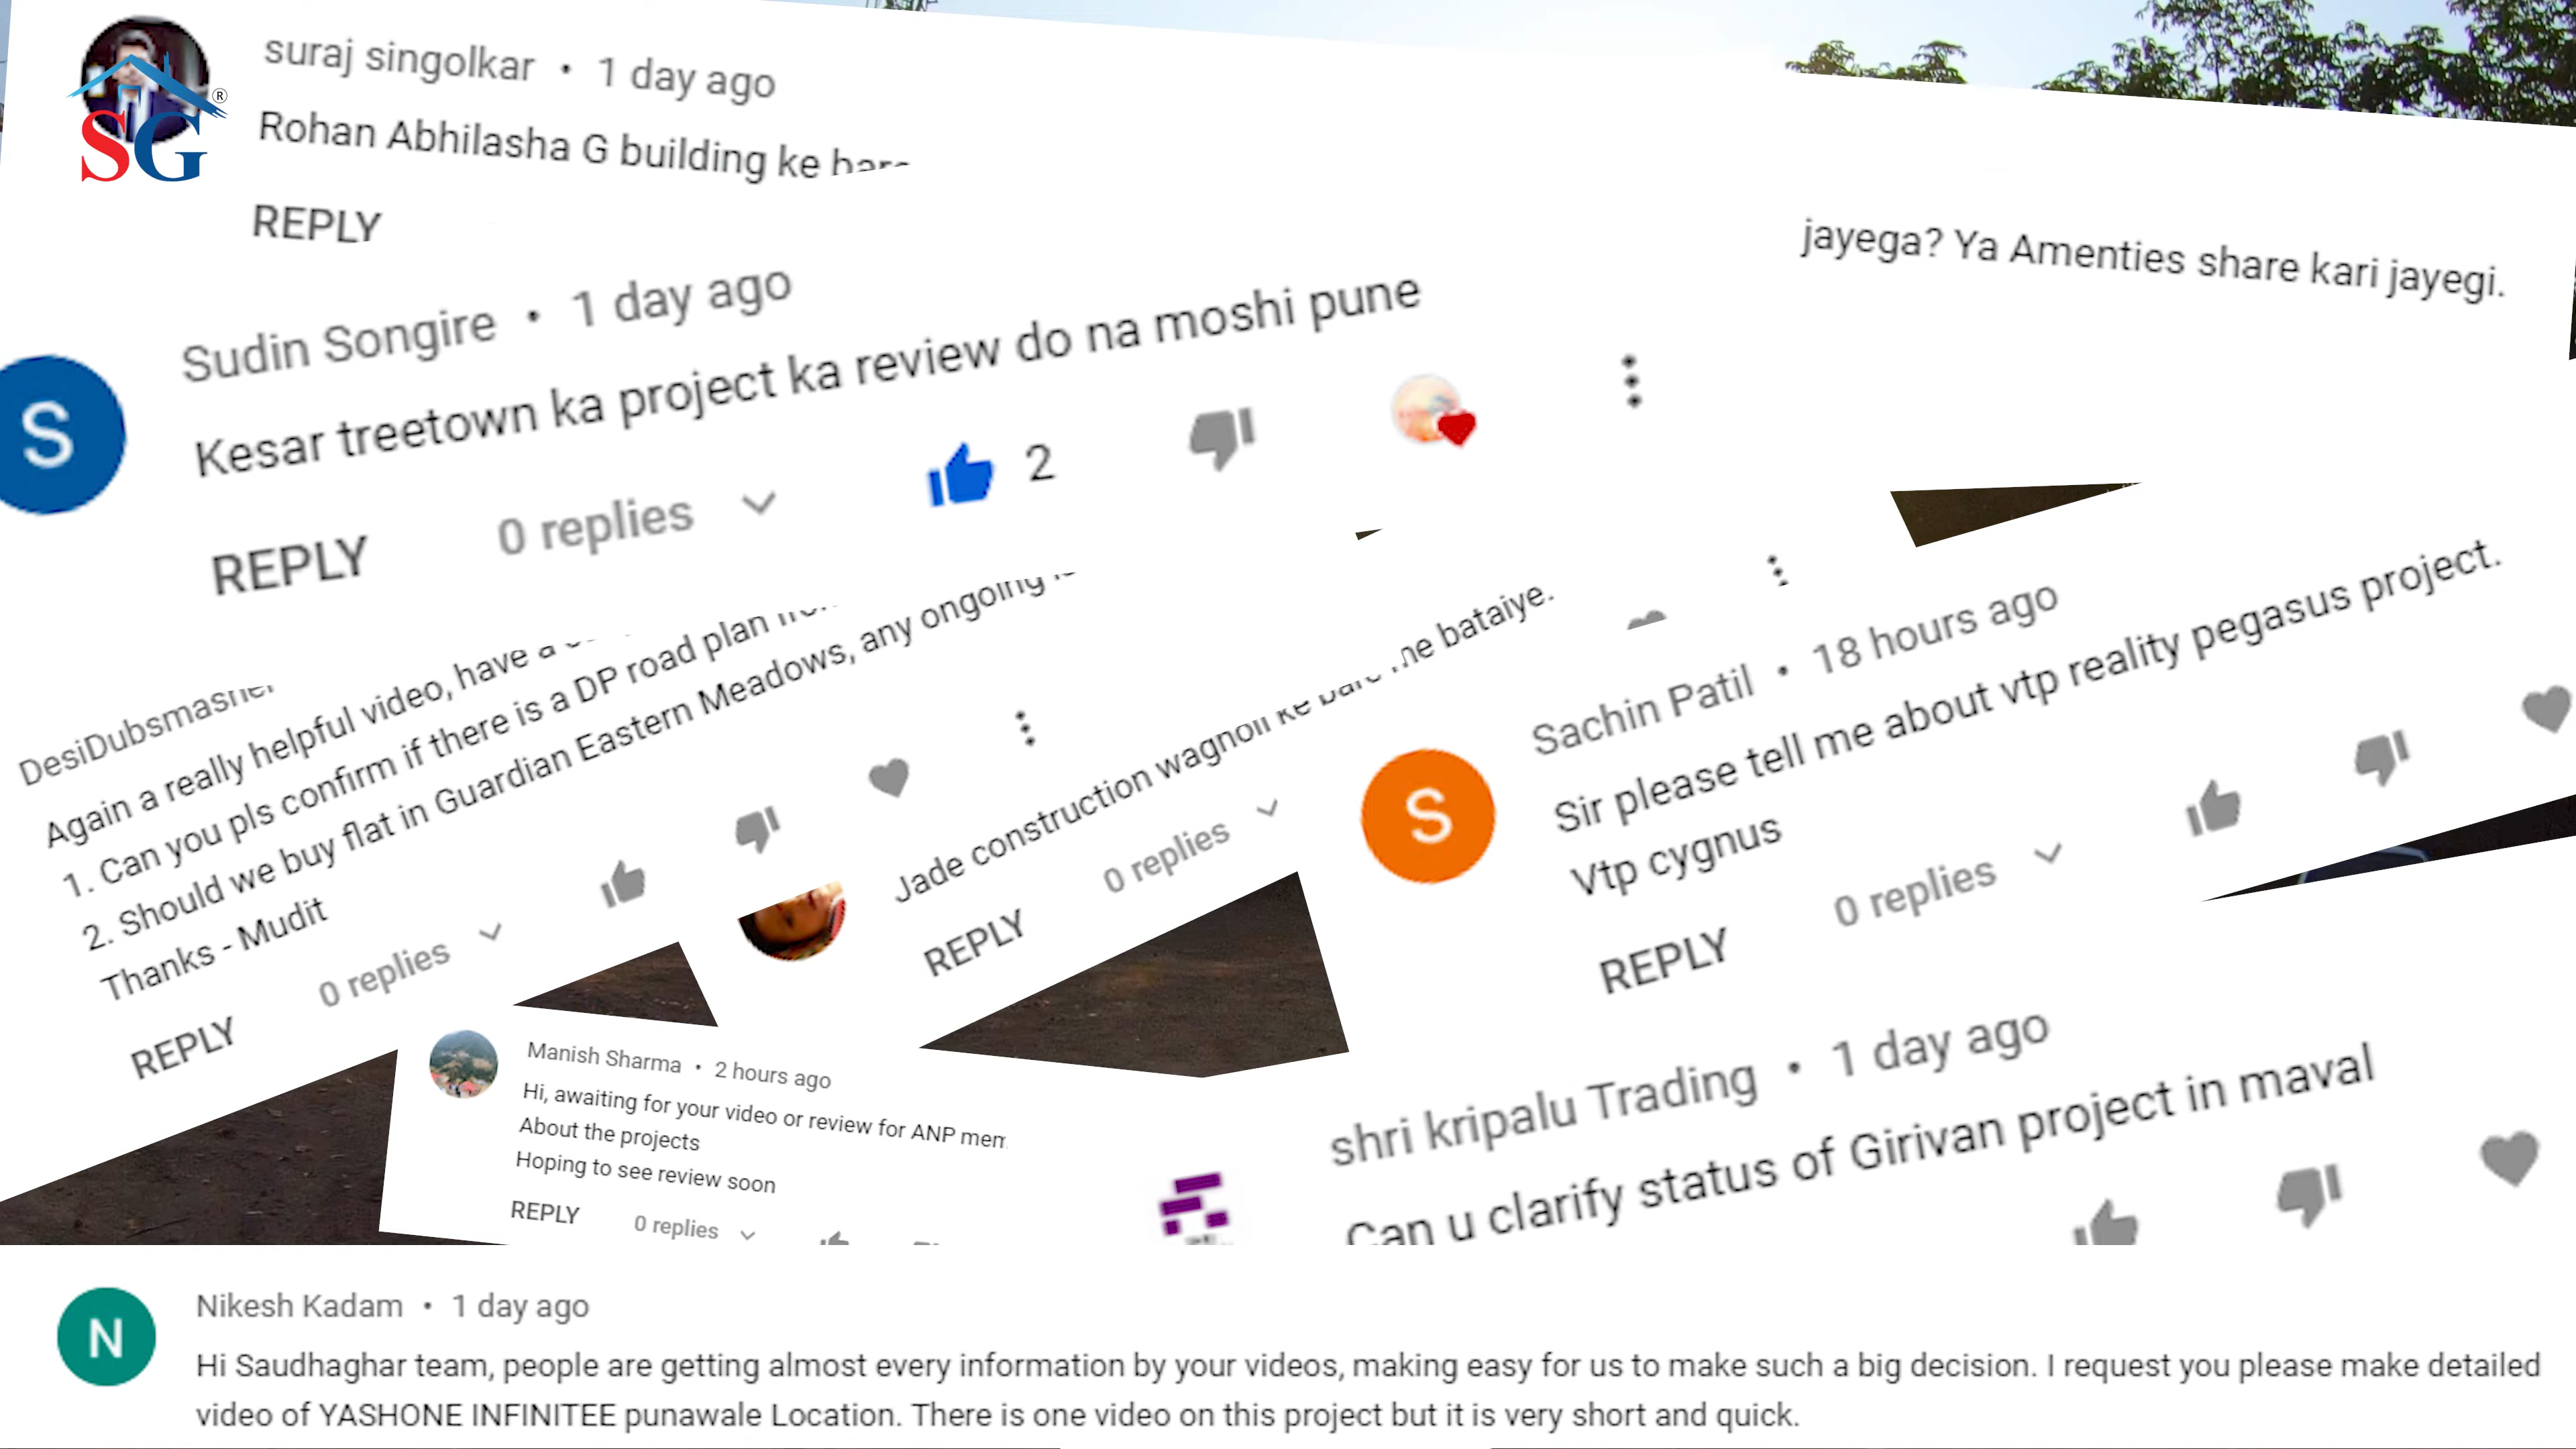 SG ®
suraj singolkar • 1 day ago
Rohan Abhilasha G building ke
REPLY
jayega? Ya Amenties share kari jayegi.
Sudin Songire • 1 day ago
S
Kesar treetown ka project ka review do na moshi pune
REPLY 0 replies 2
DesiDubsmasher
Again a really helpful video, have a
1. Can you pls confirm if there is a DP road plan
2. Should we buy flat in Guardian Eastern Meadows, any ongoing
Thanks - Mudit
REPLY 0 replies
Jade construction wagholi ke bare me bataiye.
REPLY 0 replies
Sachin Patil • 18 hours ago
S
Sir please tell me about vtp reality pegasus project.
Vtp cygnus
REPLY 0 replies
Manish Sharma • 2 hours ago
Hi, awaiting for your video or review for ANP
About the projects
Hoping to see review soon
REPLY 0 replies
shri kripalu Trading • 1 day ago
Can u clarify status of Girivan project in maval
Nikesh Kadam • 1 day ago
N
Hi Saudhaghar team, people are getting almost every information by your videos, making easy for us to make such a big decision. I request you please make detailed
video of YASHONE INFINITEE punawale Location. There is one video on this project but it is very short and quick.